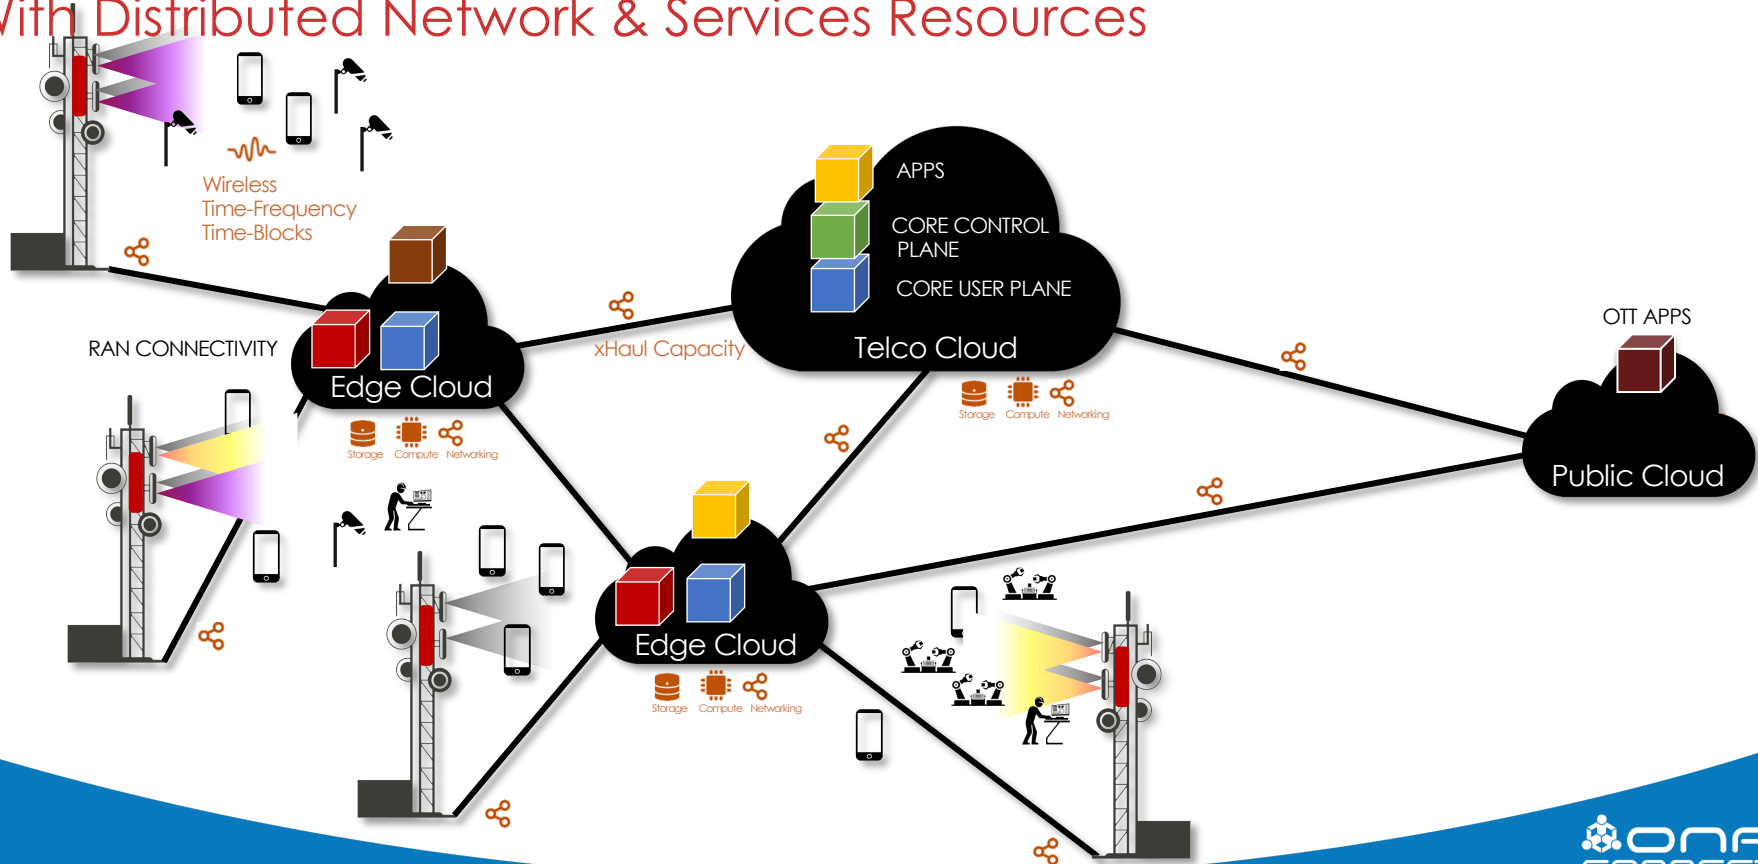 With Distributed Network & Services Resources
Wireless
Time-Frequency
Time-Blocks
APPS
CORE CONTROL
PLANE
CORE USER PLANE
Telco Cloud
OTT APPS
RAN CONNECTIVITY
xHaul Capacity
Edge Cloud
Storage Compute Networking
Storage Compute Networking
Public Cloud
Edge Cloud
Storage Compute Networking